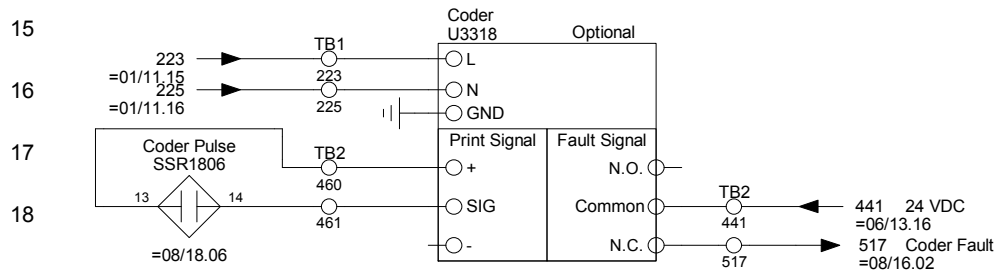 15
Coder
U3318
Optional
TB1
223
L
=01/11.15
223
16
225
N
=01/11.16
225
GND
Print Signal
Fault Signal
17
Coder Pulse
SSR1806
TB2
+
N.O.
460
13
14
TB2
18
SIG
Common
441 24 VDC
461
441
=06/13.16
=08/18.06
-
N.C.
517 Coder Fault
517
=08/16.02